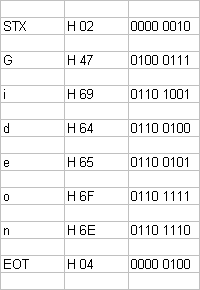 STX H 02 0000 0010
G H 47 0100 0111
i H 69 0110 1001
d H 64 0110 0100
e H 65 0110 0101
o H 6F 0110 1111
n H 6E 0110 1110
EOT H 04 0000 0100